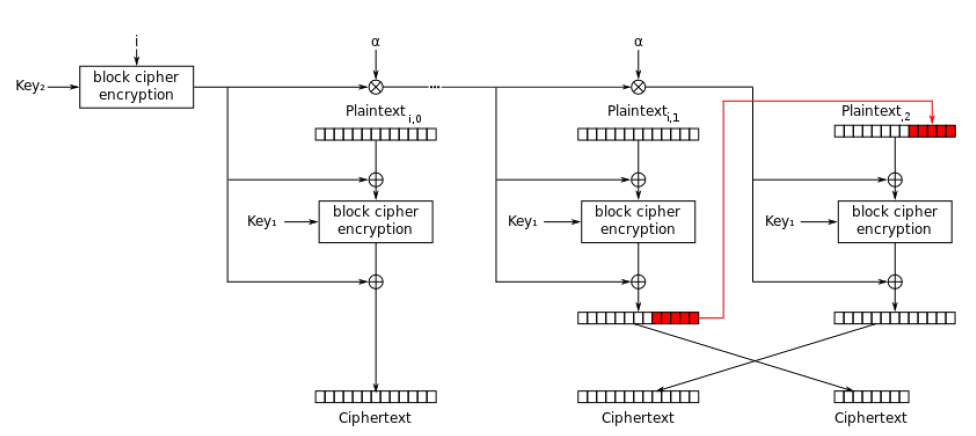 i
α
α
Key₂
block cipher
encryption
...
Plaintext i,0
Plaintext i,1
Plaintext ,2
Key₁
block cipher
encryption
Key₁
block cipher
encryption
Key₁
block cipher
encryption
Ciphertext
Ciphertext
Ciphertext